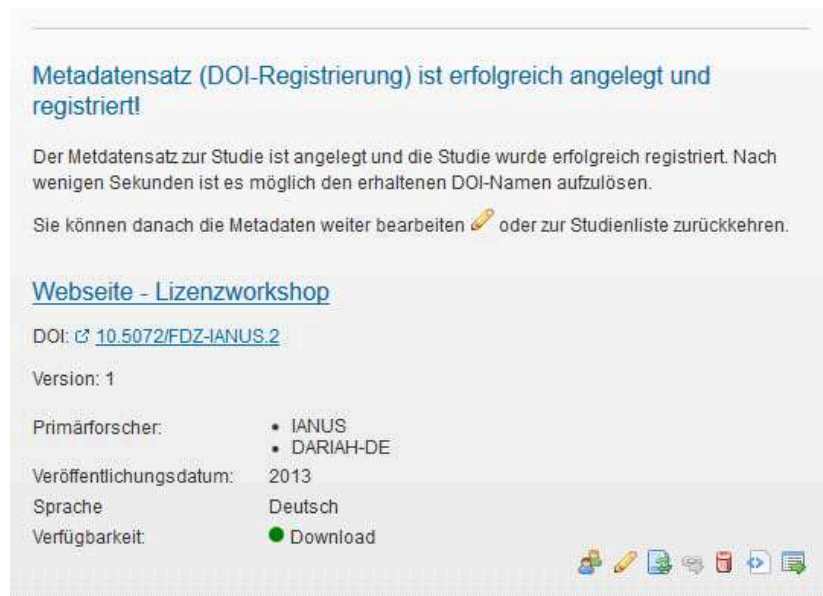 Metadatensatz (DOI-Registrierung) ist erfolgreich angelegt und
registriert!
Der Metdatensatz zur Studie ist angelegt und die Studie wurde erfolgreich registriert. Nach
wenigen Sekunden ist es möglich den erhaltenen DOI-Namen aufzulösen.
Sie können danach die Metadaten weiter bearbeiten oder zur Studienliste zurückkehren.
Webseite - Lizenzworkshop
DOI: 10.5072/FDZ-IANUS.2
Version: 1
Primärforscher: • IANUS
• DARIAH-DE
Veröffentlichungsdatum: 2013
Sprache Deutsch
Verfügbarkeit: Download